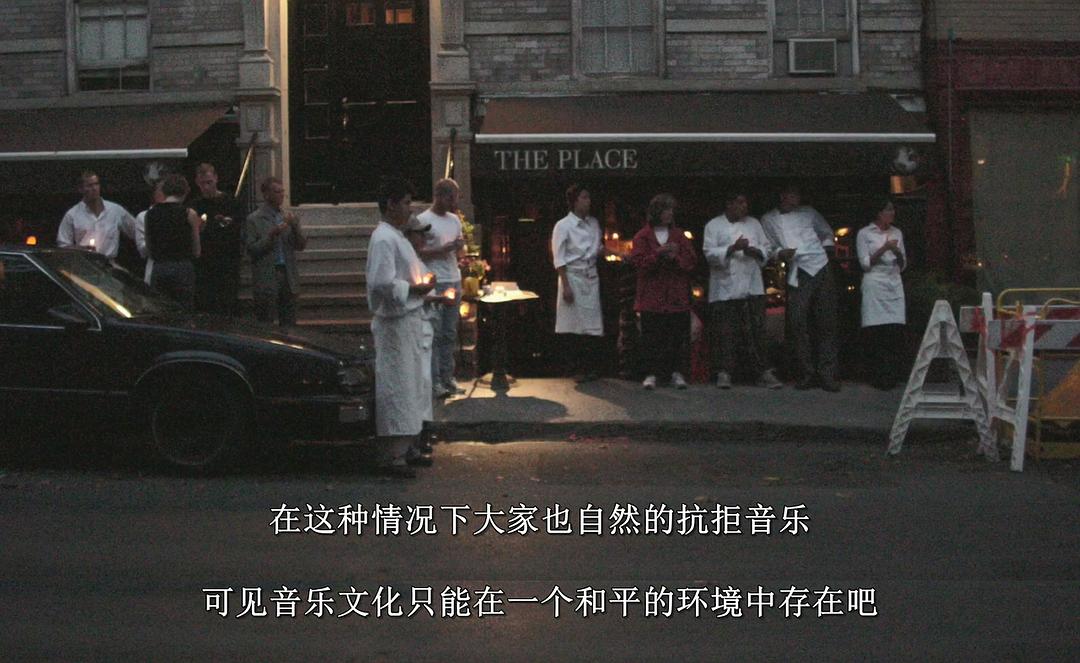 THE PLACE
在这种情况下大家也自然的抗拒音乐
可见音乐文化只能在一个和平的环境中存在吧